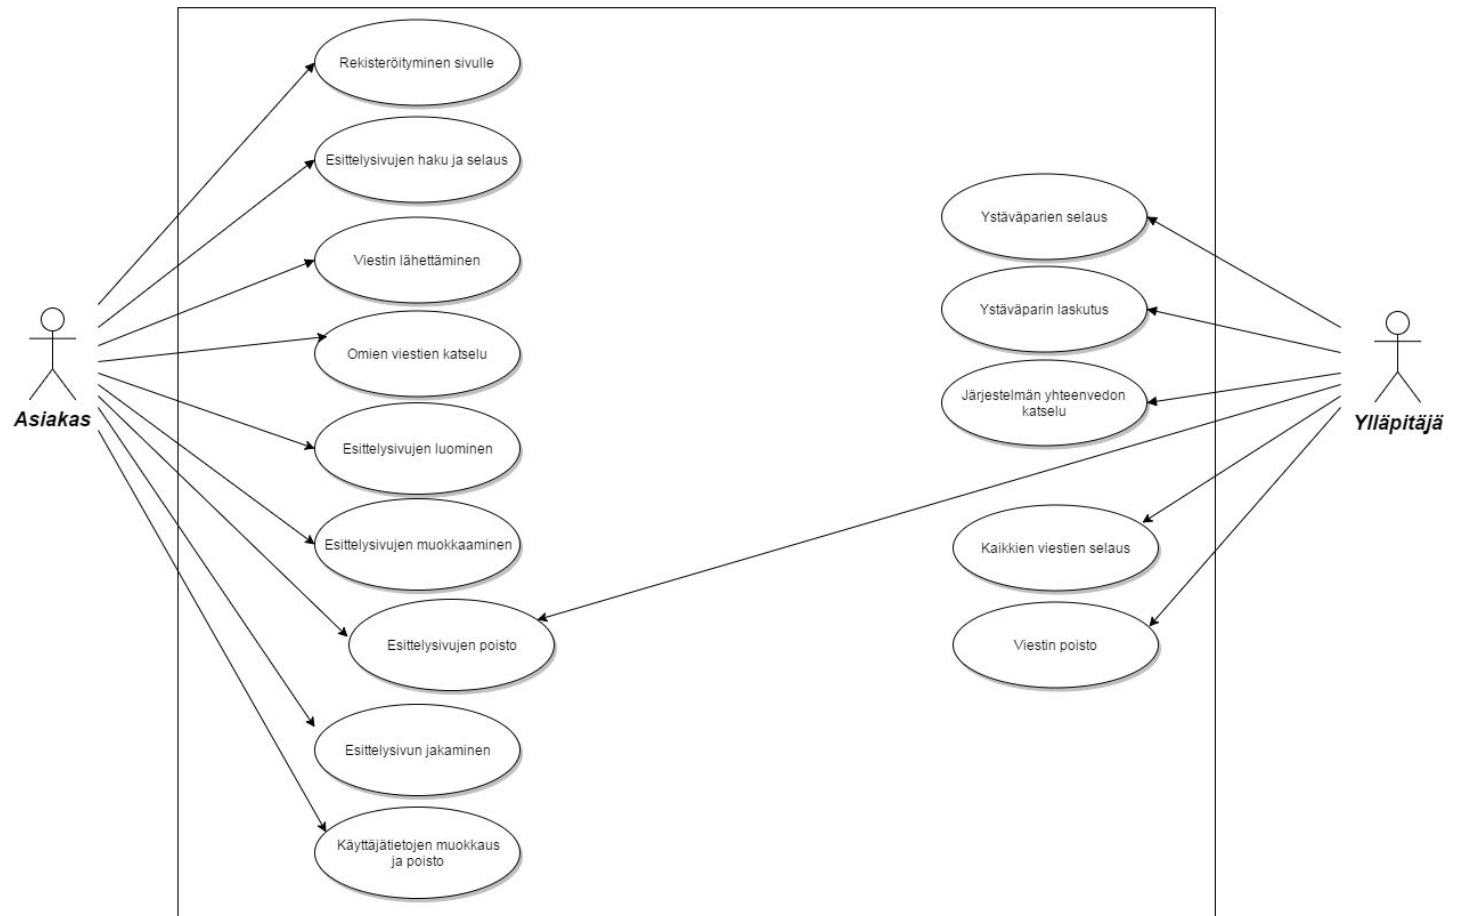 Rekisteröityminen sivulle
Esittelysivujen haku ja selaus
Viestin lähettäminen
Omien viestien katselu
Esittelysivujen luominen
Esittelysivujen muokkaaminen
Esittelysivujen poisto
Esittelysivun jakaminen
Käyttäjätietojen muokkaus
ja poisto
Asiakas
Ystäväparien selaus
Ystäväparin laskutus
Järjestelmän yhteenvedon
katselu
Kaikkien viestien selaus
Viestin poisto
Ylläpitäjä